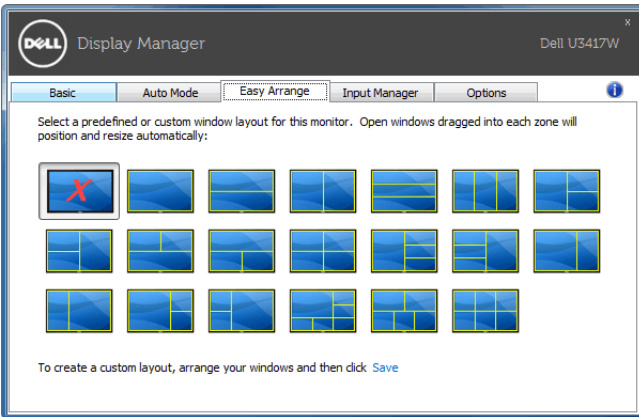 x
DELL Display Manager Dell U3417W
Basic Auto Mode Easy Arrange Input Manager Options i
Select a predefined or custom window layout for this monitor. Open windows dragged into each zone will
position and resize automatically:
X
To create a custom layout, arrange your windows and then click Save